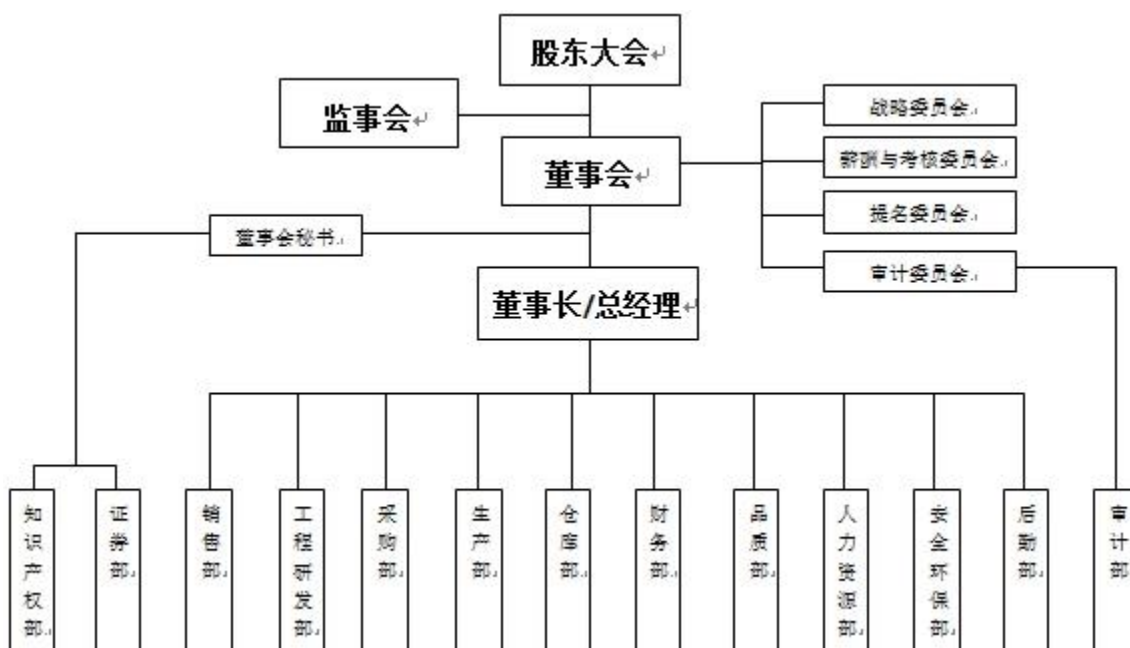 股东大会
监事会
战略委员会
薪酬与考核委员会
董事会
提名委员会
董事会秘书
审计委员会
董事长/总经理
知识产权部
证券部
销售部
工程研发部
采购部
生产部
仓库部
财务部
品质部
人力资源部
安全环保部
后勤部
审计部